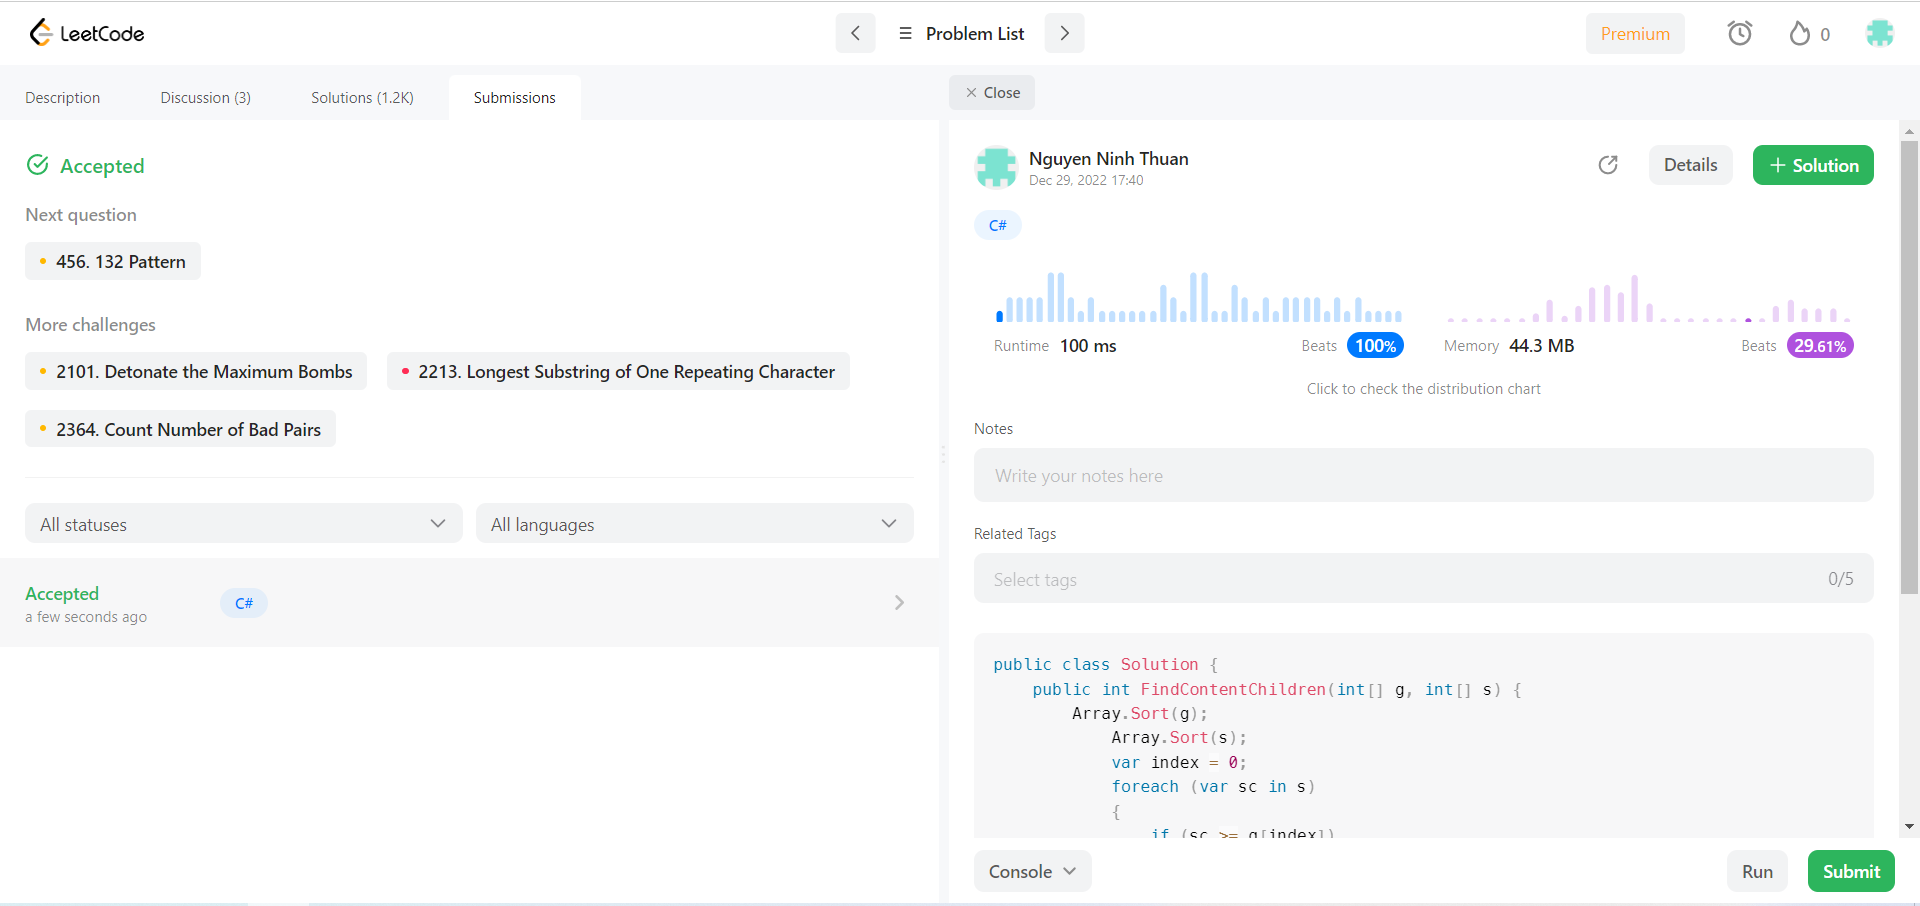 LeetCode
Problem List
Premium
0
Description
Discussion (3)
Solutions (1.2K)
Submissions
Close
Accepted
Next question
456. 132 Pattern
More challenges
2101. Detonate the Maximum Bombs
2213. Longest Substring of One Repeating Character
2364. Count Number of Bad Pairs
All statuses
All languages
Accepted
a few seconds ago
C#
Nguyen Ninh Thuan
Dec 29, 2022 17:40
Details
+ Solution
C#
Runtime 100 ms
Beats 100%
Memory 44.3 MB
Beats 29.61%
Click to check the distribution chart
Notes
Write your notes here
Related Tags
Select tags
0/5
public class Solution {
public int FindContentChildren(int[] g, int[] s) {
Array.Sort(g);
Array.Sort(s);
var index = 0;
foreach (var sc in s)
{
if (sc >= g[index])
Console
Run
Submit